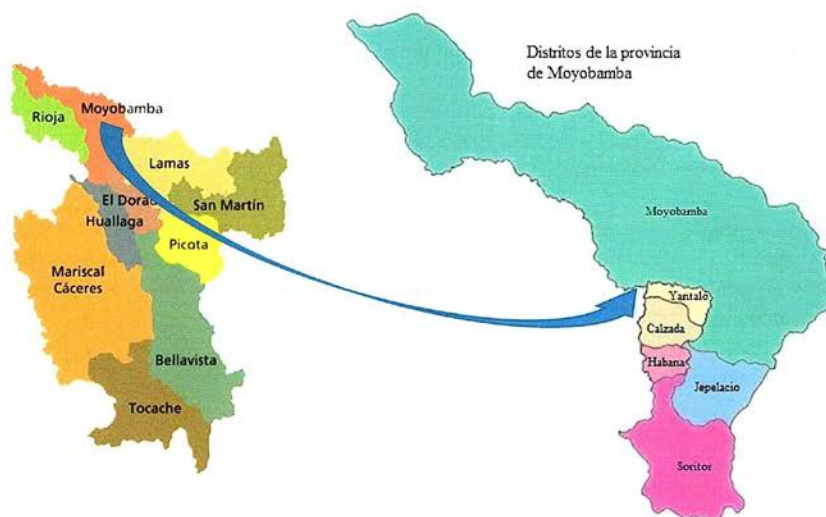 Distritos de la provincia
de Moyobamba
Moyobamba
Rioja
Lamas
El Dorad
San Martín
Huallaga
Picota
Mariscal
Cáceres
Bellavista
Tocache
Moyobamba
Yantalo
Calzada
Habana
Jepelacio
Soritor